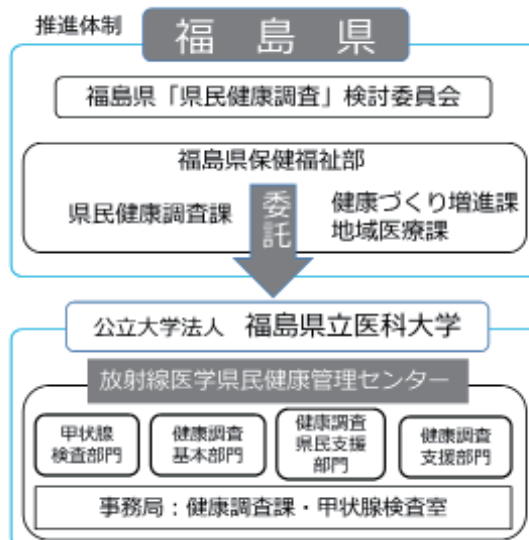 推進体制
福島県
福島県「県民健康調査」検討委員会
福島県保健福祉部
県民健康調査課
委託
健康づくり増進課
地域医療課
公立大学法人 福島県立医科大学
放射線医学県民健康管理センター
甲状腺
検査部門
健康調査
基本部門
健康調査
県民支援
部門
健康調査
支援部門
事務局：健康調査課・甲状腺検査室